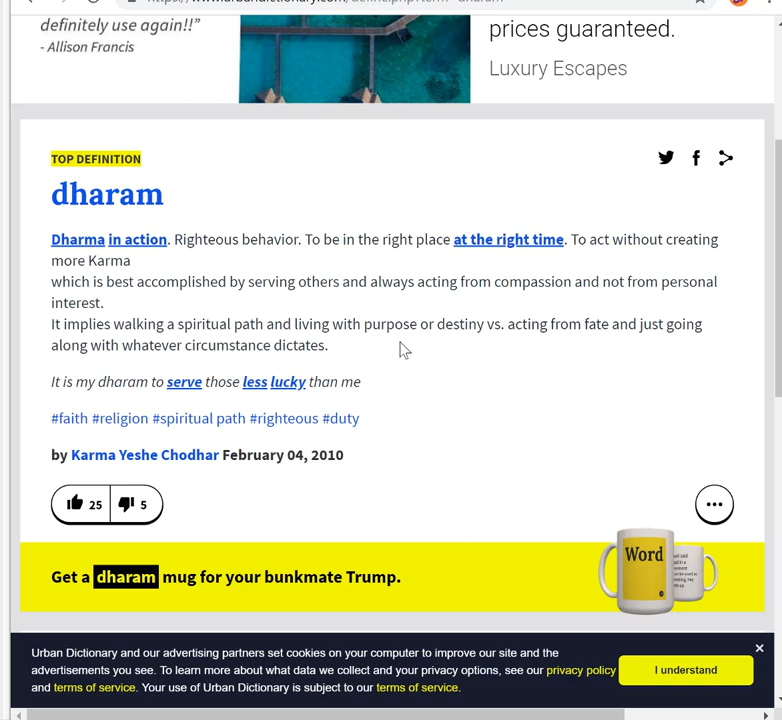 definitely use again!!”
- Allison Francis
prices guaranteed.
Luxury Escapes
TOP DEFINITION
dharam
Dharma in action. Righteous behavior. To be in the right place at the right time. To act without creating
more Karma
which is best accomplished by serving others and always acting from compassion and not from personal
interest.
It implies walking a spiritual path and living with purpose or destiny vs. acting from fate and just going
along with whatever circumstance dictates.
It is my dharam to serve those less lucky than me
#faith #religion #spiritual path #righteous #duty
by Karma Yeshe Chodhar February 04, 2010
25 5
Get a dharam mug for your bunkmate Trump.
Word
Urban Dictionary and our advertising partners set cookies on your computer to improve our site and the
advertisements you see. To learn more about what data we collect and your privacy options, see our privacy policy
and terms of service. Your use of Urban Dictionary is subject to our terms of service.
I understand